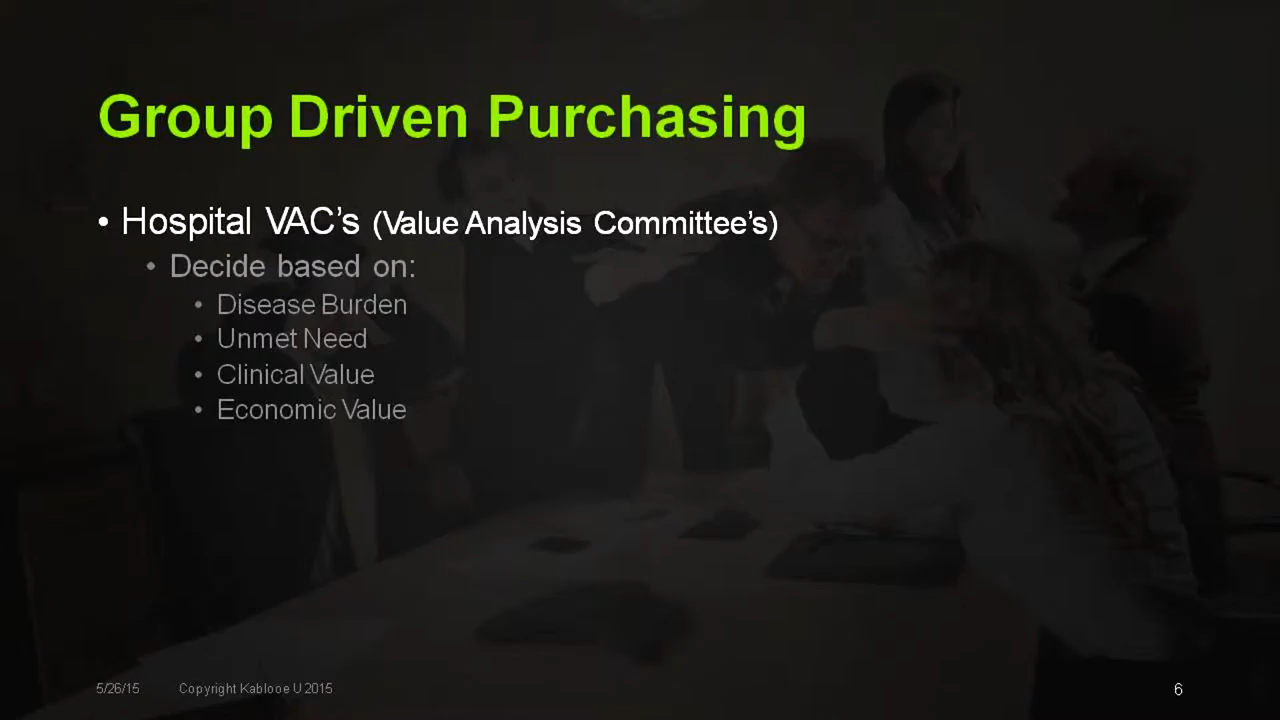 Group Driven Purchasing
• Hospital VAC’s (Value Analysis Committee’s)
• Decide based on:
• Disease Burden
• Unmet Need
• Clinical Value
• Economic Value
5/26/15 Copyright Kablooe U 2015 6